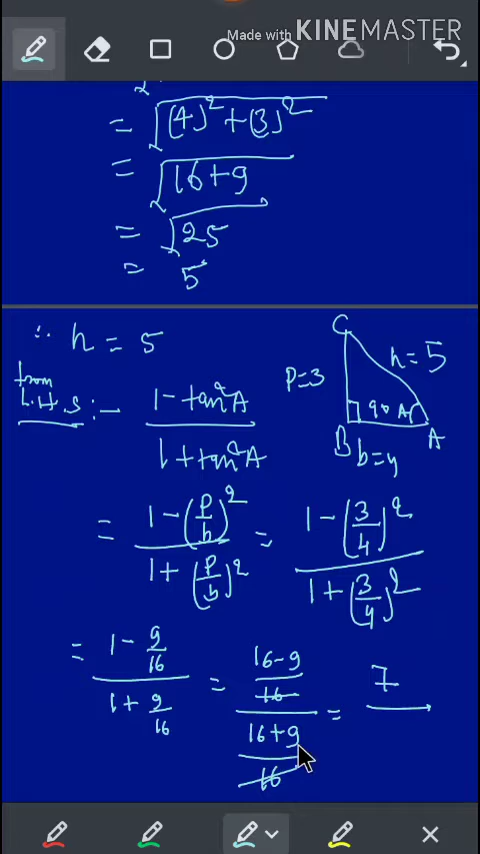 Made with KINEMASTER
= √(4)² + (3)²
= √16+9
= √25
= 5
∴ h = 5
C
P=3
h=5
90 A
B
A
b=4
from
L.H.S :- 1 - tan²A / 1 + tan²A
= 1 - (P/b)² / 1 + (P/b)² = 1 - (3/4)² / 1 + (3/4)²
= 1 - 9/16 / 1 + 9/16 = 16-9/16 / 16+9/16 = 7